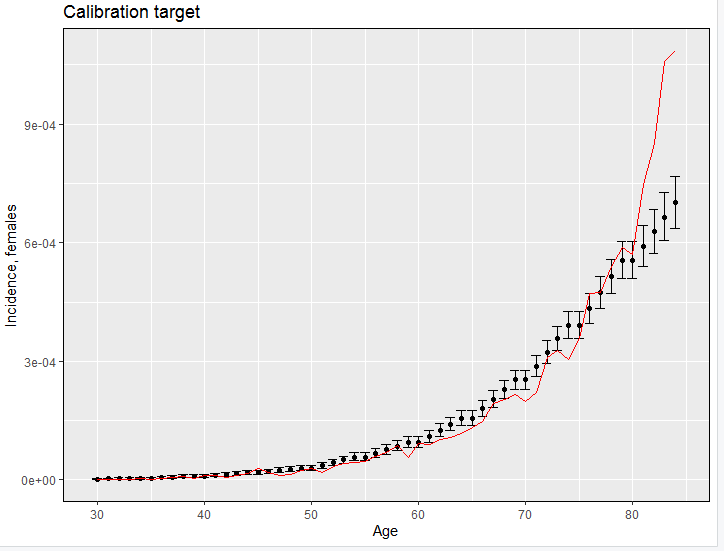 Calibration target
9e-04
6e-04
3e-04
0e+00
Incidence, females
30 40 50 60 70 80
Age